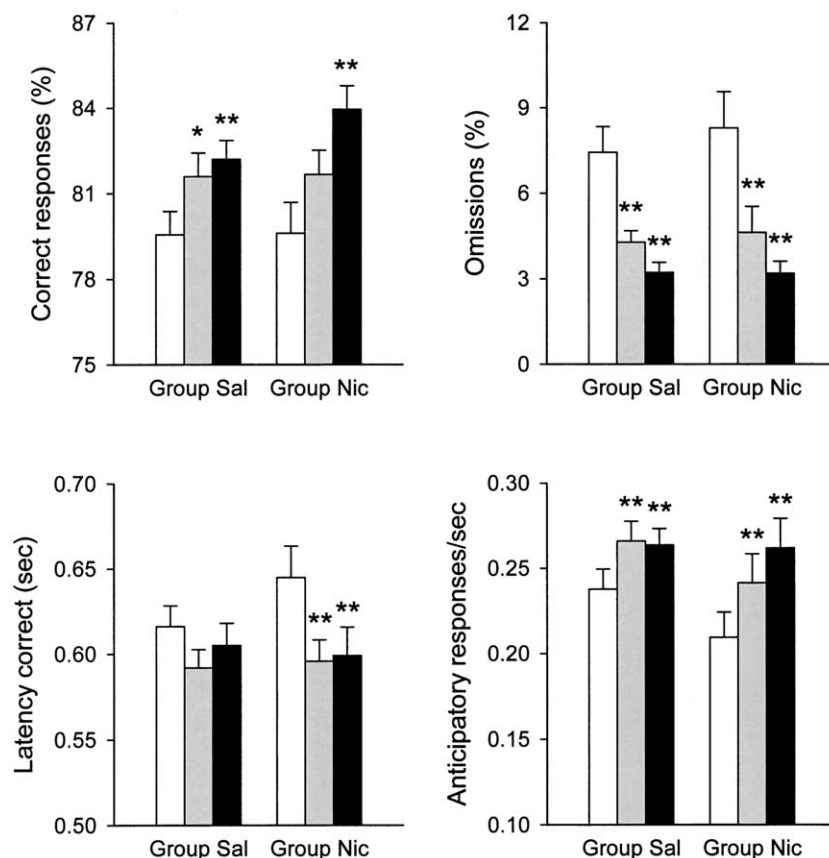 Correct responses (%)
87
84
81
78
75
*
**
**
Group Sal
Group Nic
Omissions (%)
12
9
6
3
0
**
**
**
**
Group Sal
Group Nic
Latency correct (sec)
0.70
0.65
0.60
0.55
0.50
**
**
Group Sal
Group Nic
Anticipatory responses/sec
0.30
0.25
0.20
0.15
0.10
**
**
**
**
Group Sal
Group Nic